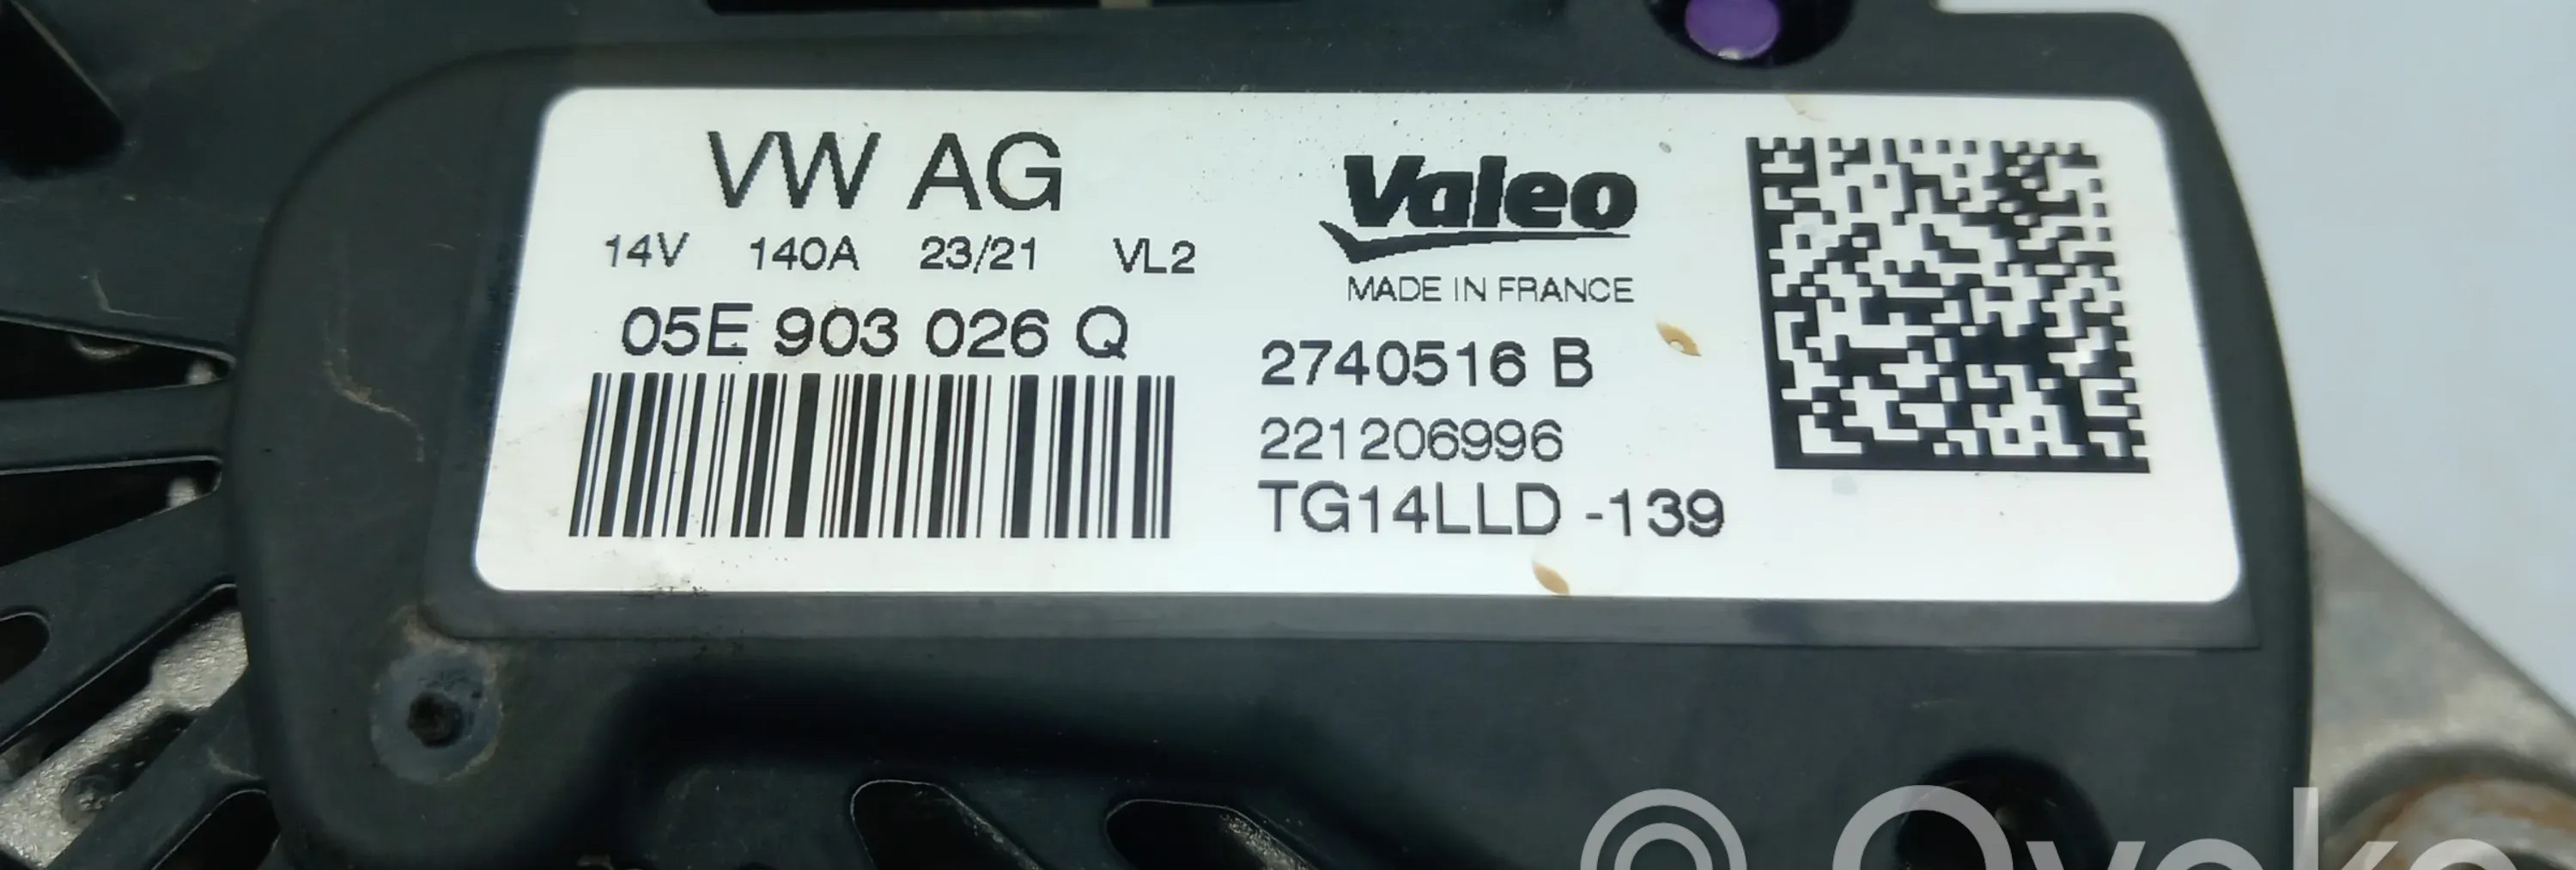 VW AG
14V 140A 23/21 VL2
05E 903 026 Q
Valeo
MADE IN FRANCE
2740516 B
221206996
TG14LLD -139